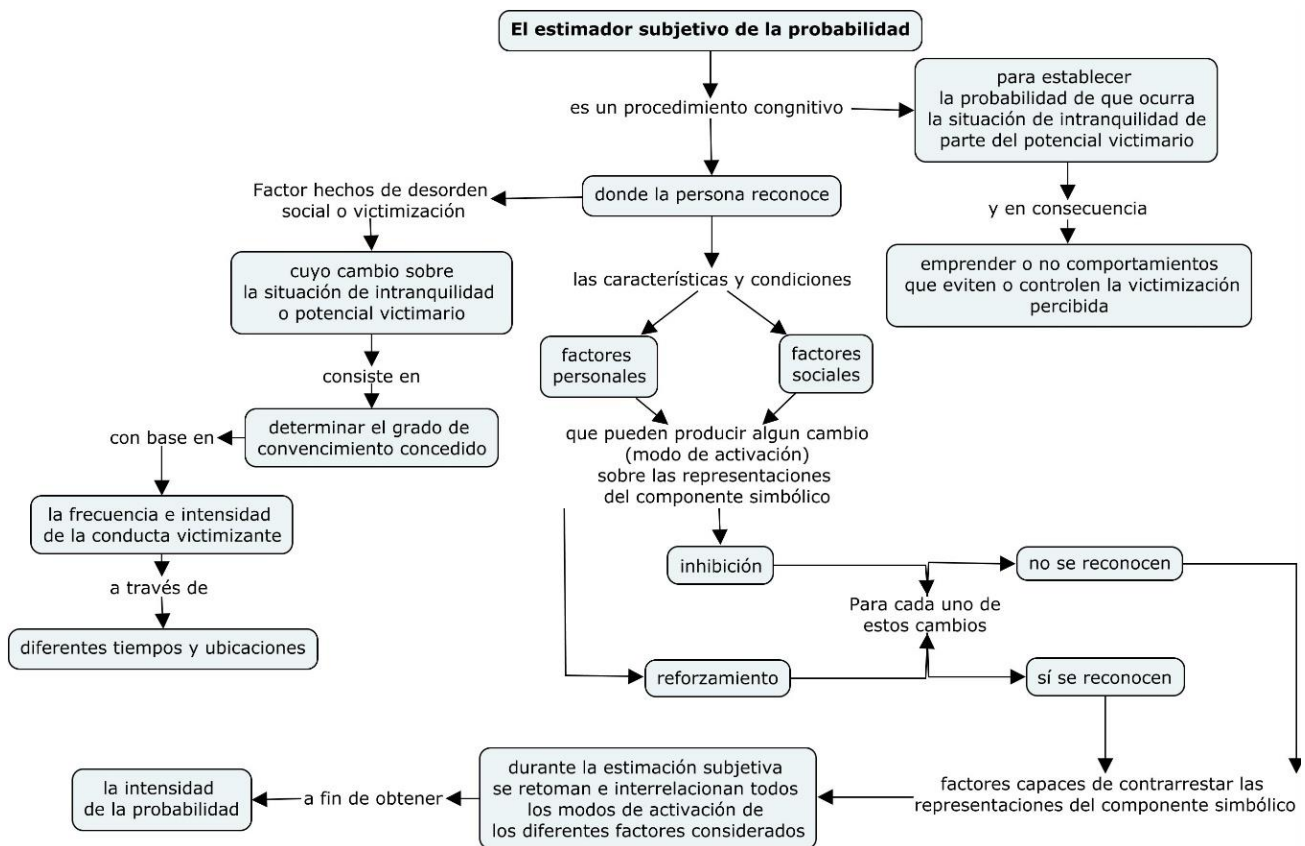 El estimador subjetivo de la probabilidad
es un procedimiento congnitivo
para establecer
la probabilidad de que ocurra
la situación de intranquilidad de
parte del potencial victimario
y en consecuencia
emprender o no comportamientos
que eviten o controlen la victimización
percibida
donde la persona reconoce
Factor hechos de desorden
social o victimización
cuyo cambio sobre
la situación de intranquilidad
o potencial victimario
consiste en
determinar el grado de
convencimiento concedido
con base en
la frecuencia e intensidad
de la conducta victimizante
a través de
diferentes tiempos y ubicaciones
las características y condiciones
factores
personales
factores
sociales
que pueden producir algun cambio
(modo de activación)
sobre las representaciones
del componente simbólico
inhibición
reforzamiento
Para cada uno de
estos cambios
no se reconocen
sí se reconocen
factores capaces de contrarrestar las
representaciones del componente simbólico
durante la estimación subjetiva
se retoman e interrelacionan todos
los modos de activación de
los diferentes factores considerados
a fin de obtener
la intensidad
de la probabilidad